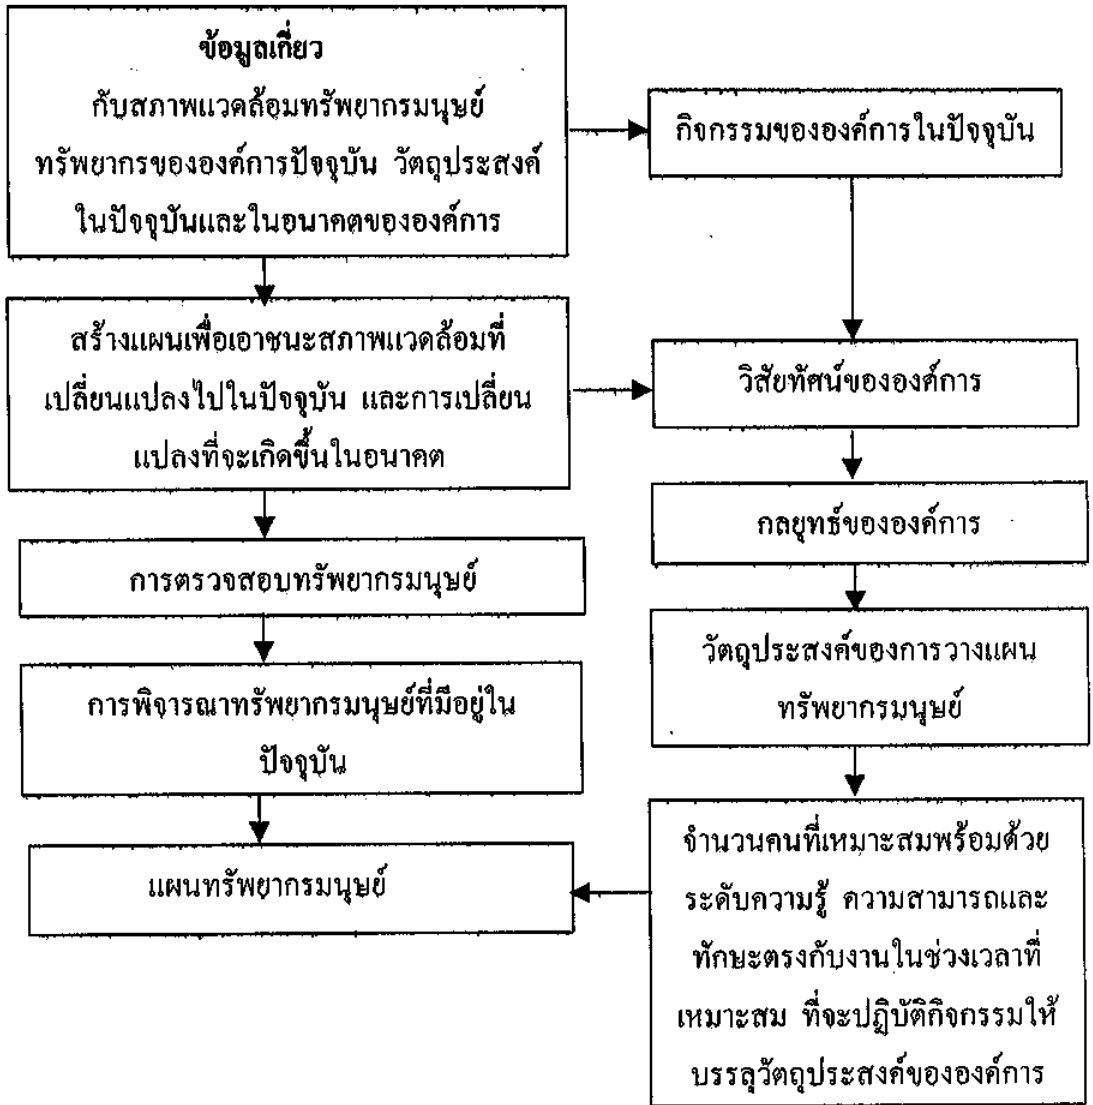 ข้อมูลเกี่ยว
กับสภาพแวดล้อมทรัพยากรมนุษย์
ทรัพยากรขององค์การปัจจุบัน วัตถุประสงค์
ในปัจจุบันและในอนาคตขององค์การ
กิจกรรมขององค์การในปัจจุบัน
สร้างแผนเพื่อเอาชนะสภาพแวดล้อมที่
เปลี่ยนแปลงไปในปัจจุบัน และการเปลี่ยน
แปลงที่จะเกิดขึ้นในอนาคต
วิสัยทัศน์ขององค์การ
กลยุทธ์ขององค์การ
การตรวจสอบทรัพยากรมนุษย์
วัตถุประสงค์ของการวางแผน
ทรัพยากรมนุษย์
การพิจารณาทรัพยากรมนุษย์ที่มีอยู่ใน
ปัจจุบัน
แผนทรัพยากรมนุษย์
จำนวนคนที่เหมาะสมพร้อมด้วย
ระดับความรู้ ความสามารถและ
ทักษะตรงกับงานในช่วงเวลาที่
เหมาะสม ที่จะปฏิบัติกิจกรรมให้
บรรลุวัตถุประสงค์ขององค์การ